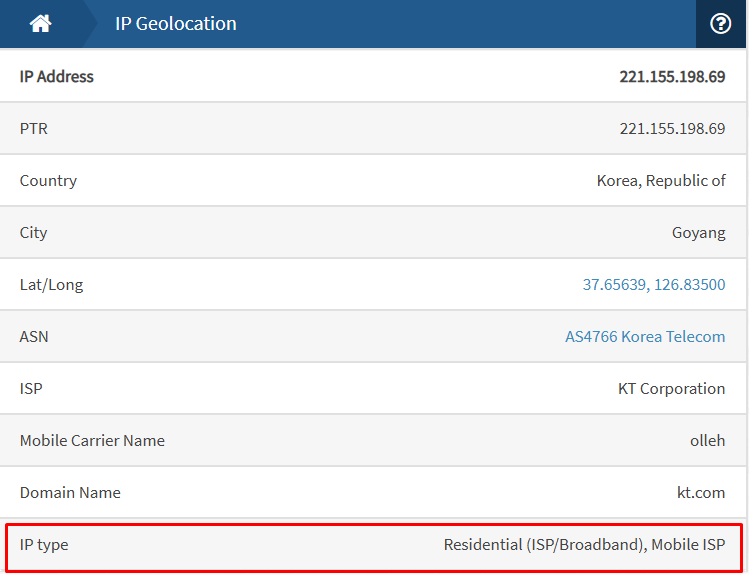 IP Geolocation
IP Address 221.155.198.69
PTR 221.155.198.69
Country Korea, Republic of
City Goyang
Lat/Long 37.65639, 126.83500
ASN AS4766 Korea Telecom
ISP KT Corporation
Mobile Carrier Name olleh
Domain Name kt.com
IP type Residential (ISP/Broadband), Mobile ISP